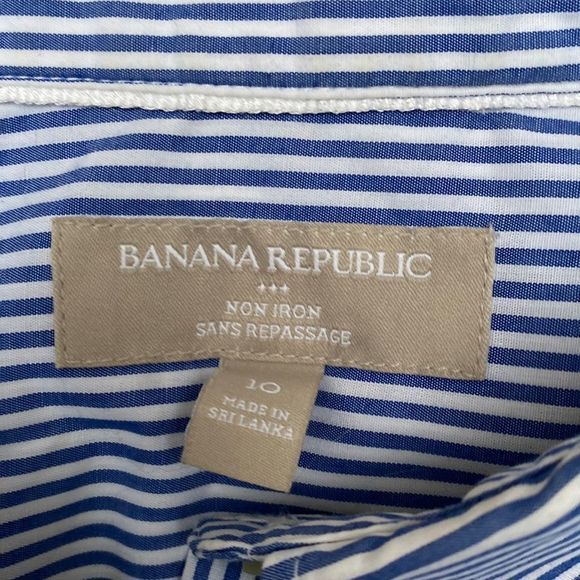 BANANA REPUBLIC
NON IRON
SANS REPASSAGE
10
MADE IN
SRI LANKA